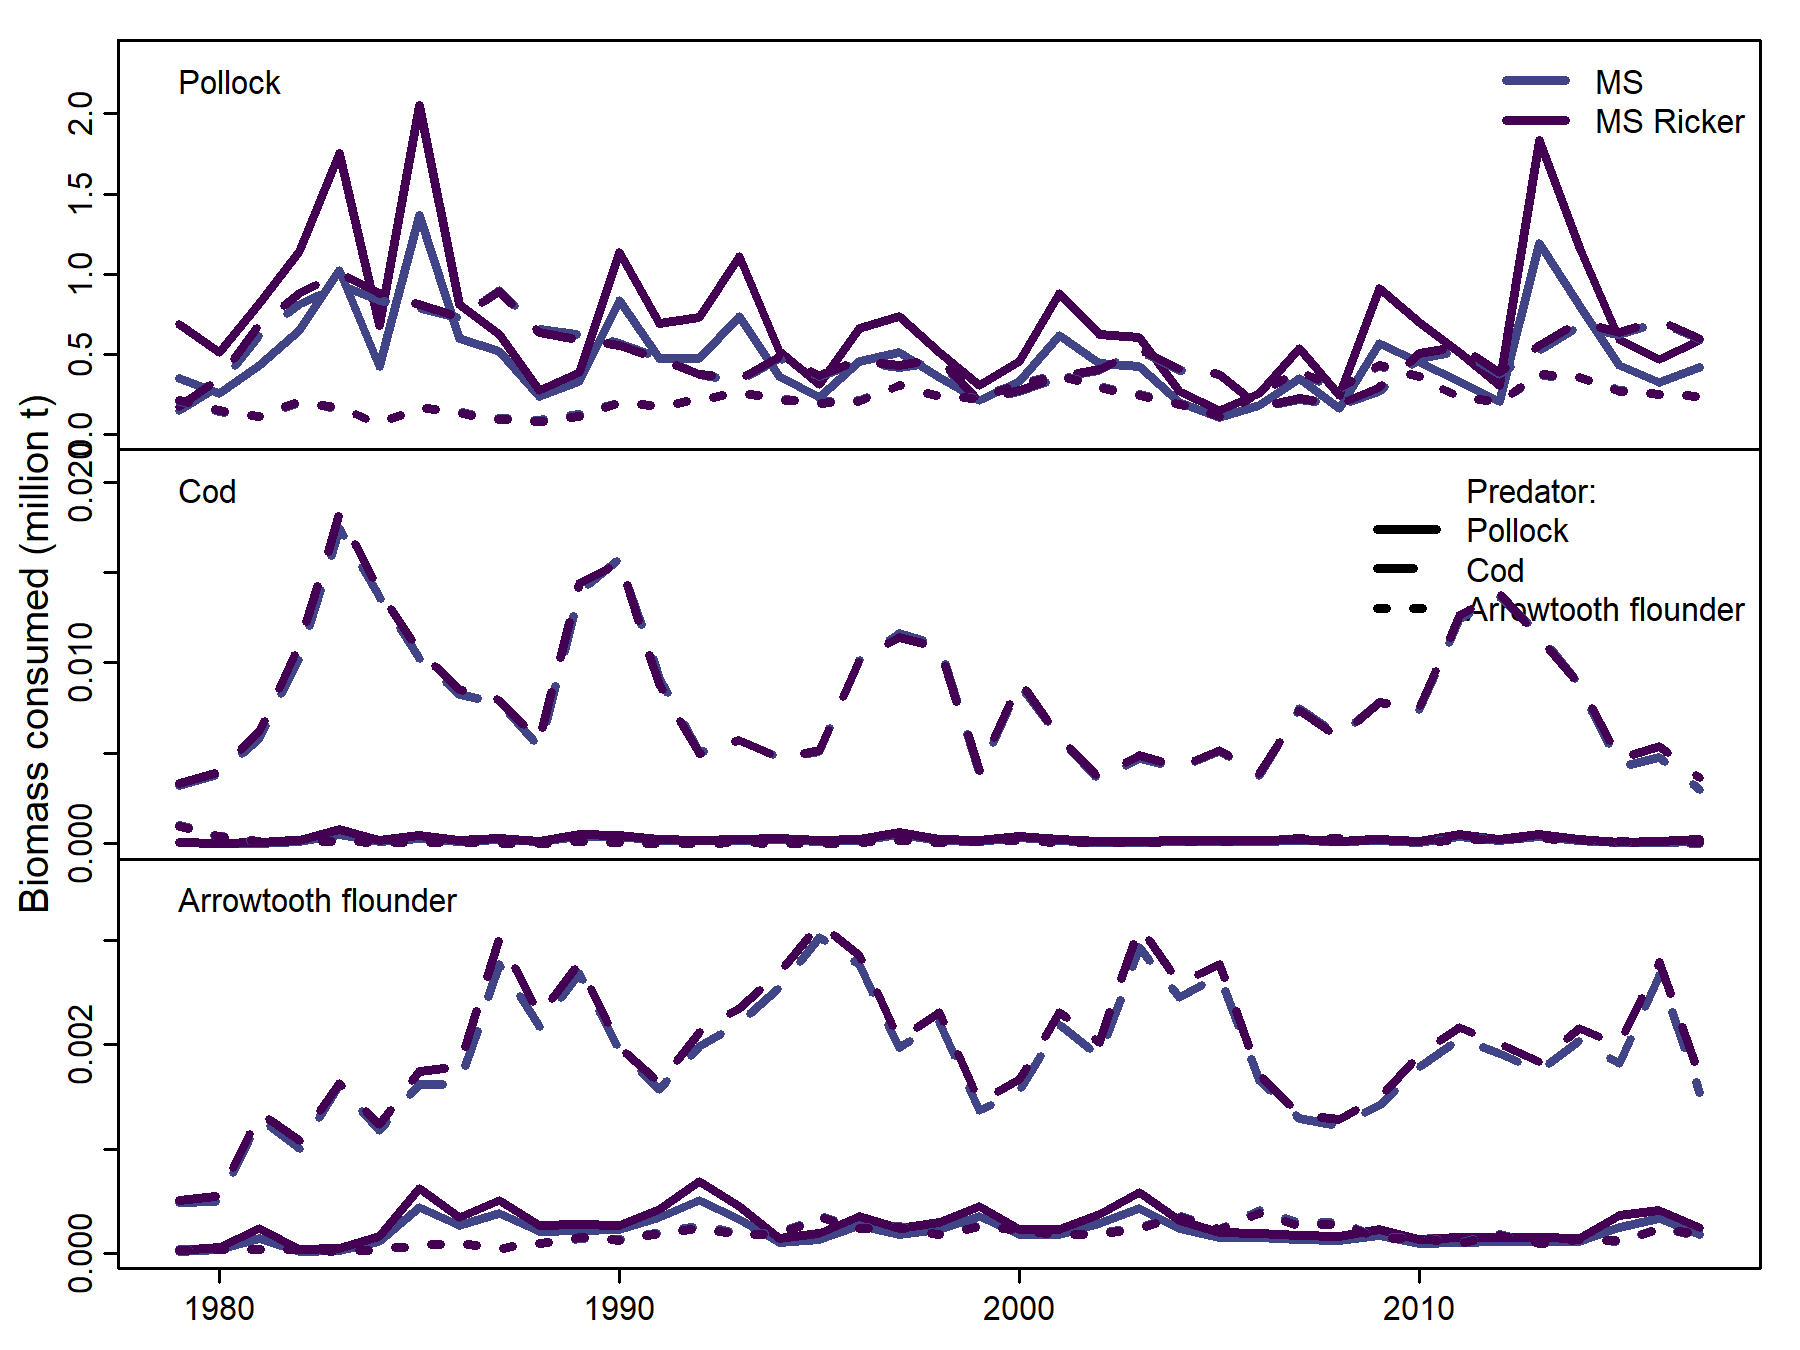 Pollock
MS
MS Ricker
2.0
1.5
1.0
0.5
0.0
Biomass consumed (million t)
Cod
Predator:
Pollock
Cod
Arrowtooth flounder
0.020
0.010
0.000
Arrowtooth flounder
0.002
0.000
1980
1990
2000
2010